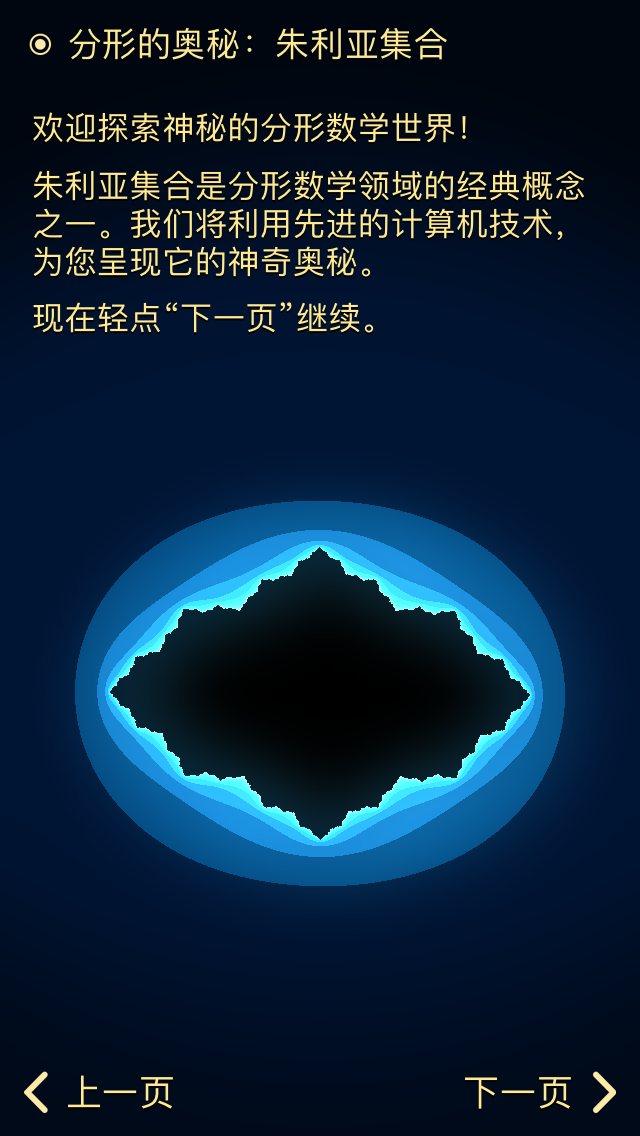 分形的奥秘：朱利亚集合
欢迎探索神秘的分形数学世界！
朱利亚集合是分形数学领域的经典概念
之一。我们将利用先进的计算机技术，
为您呈现它的神奇奥秘。
现在轻点“下一页”继续。
上一页
下一页